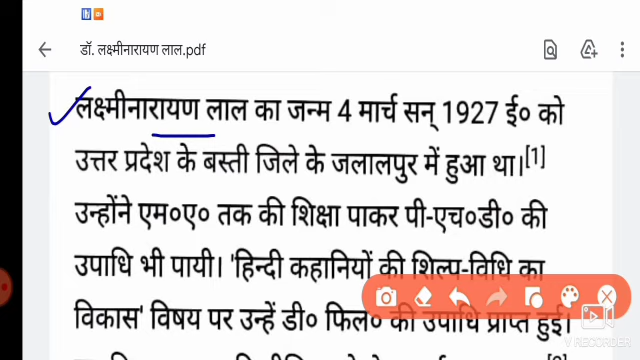 डॉ. लक्ष्मीनारायण लाल.pdf
लक्ष्मीनारायण लाल का जन्म 4 मार्च सन् 1927 ई० को
उत्तर प्रदेश के बस्ती जिले के जलालपुर में हुआ था।[1]
उन्होंने एम०ए० तक की शिक्षा पाकर पी-एच०डी० की
उपाधि भी पायी। 'हिन्दी कहानियों की शिल्प-विधि का
विकास' विषय पर उन्हें डी० फिल० की उपाधि प्राप्त हुई।